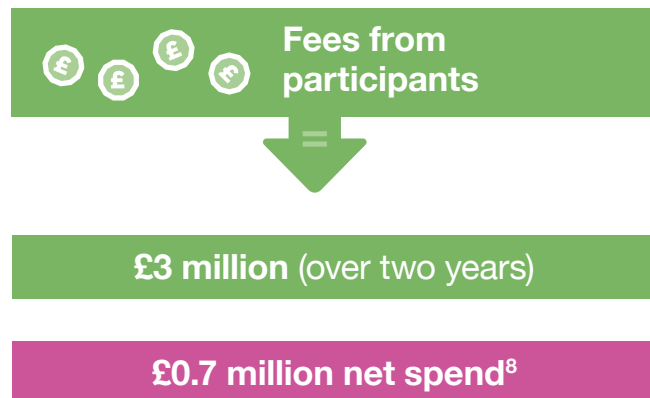 £ £ £ £ Fees from
participants
=
£3 million (over two years)
£0.7 million net spend⁸